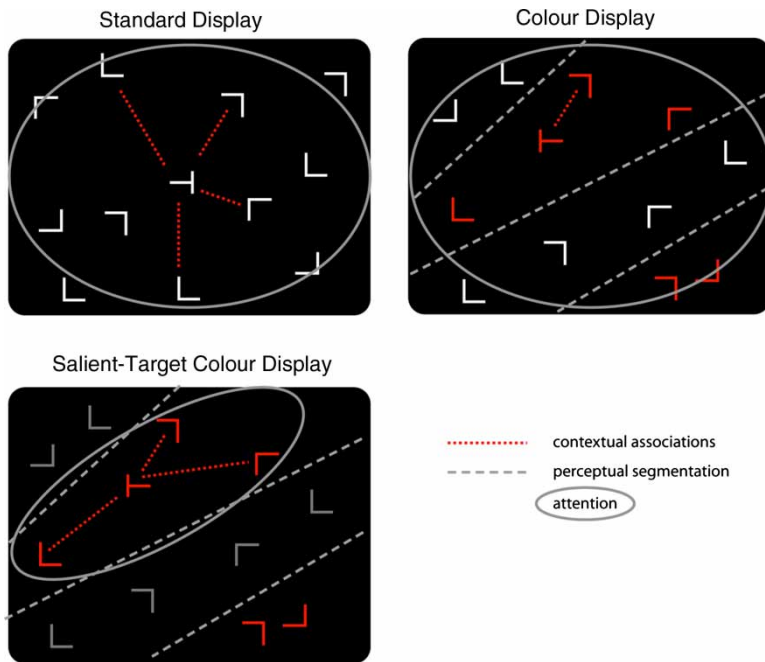 Standard Display
Colour Display
Salient-Target Colour Display
contextual associations
perceptual segmentation
attention